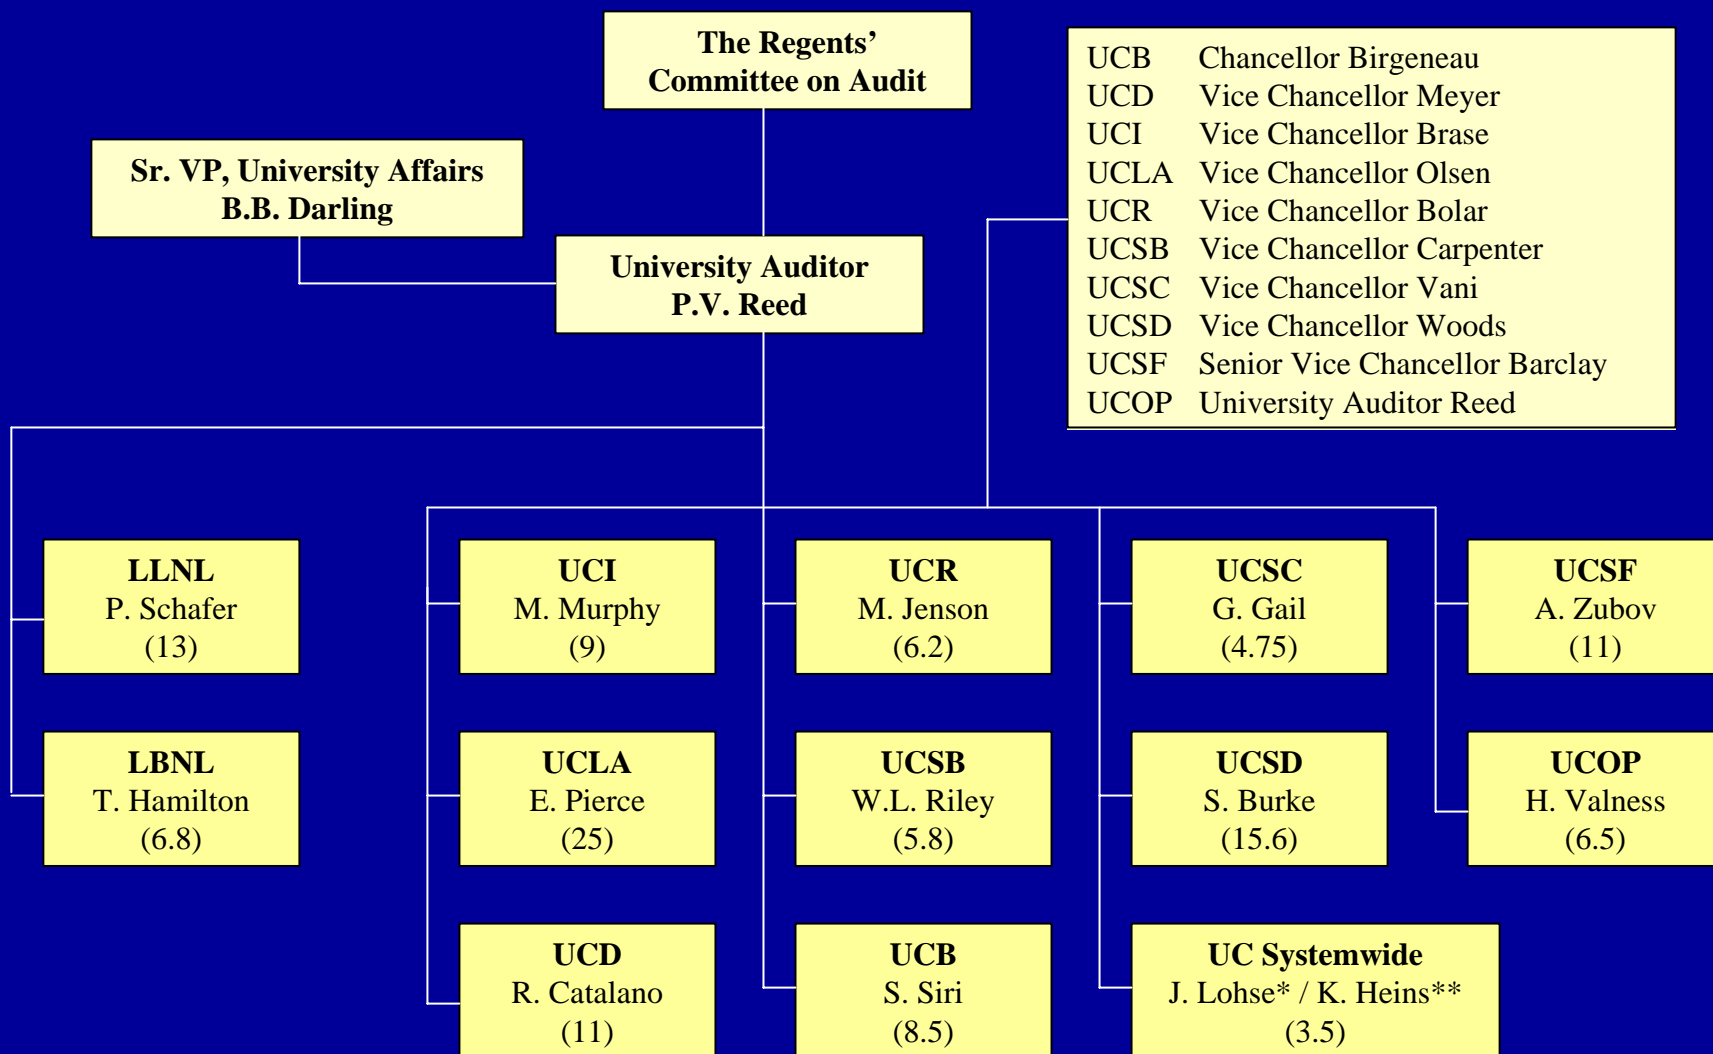 The Regents’
Committee on Audit
Sr. VP, University Affairs
B.B. Darling
University Auditor
P.V. Reed
UCB Chancellor Birgeneau
UCD Vice Chancellor Meyer
UCI Vice Chancellor Brase
UCLA Vice Chancellor Olsen
UCR Vice Chancellor Bolar
UCSB Vice Chancellor Carpenter
UCSC Vice Chancellor Vani
UCSD Vice Chancellor Woods
UCSF Senior Vice Chancellor Barclay
UCOP University Auditor Reed
LLNL
P. Schafer
(13)
UCI
M. Murphy
(9)
UCR
M. Jenson
(6.2)
UCSC
G. Gail
(4.75)
UCSF
A. Zubov
(11)
LBNL
T. Hamilton
(6.8)
UCLA
E. Pierce
(25)
UCSB
W.L. Riley
(5.8)
UCSD
S. Burke
(15.6)
UCOP
H. Valness
(6.5)
UCD
R. Catalano
(11)
UCB
S. Siri
(8.5)
UC Systemwide
J. Lohse* / K. Heins**
(3.5)